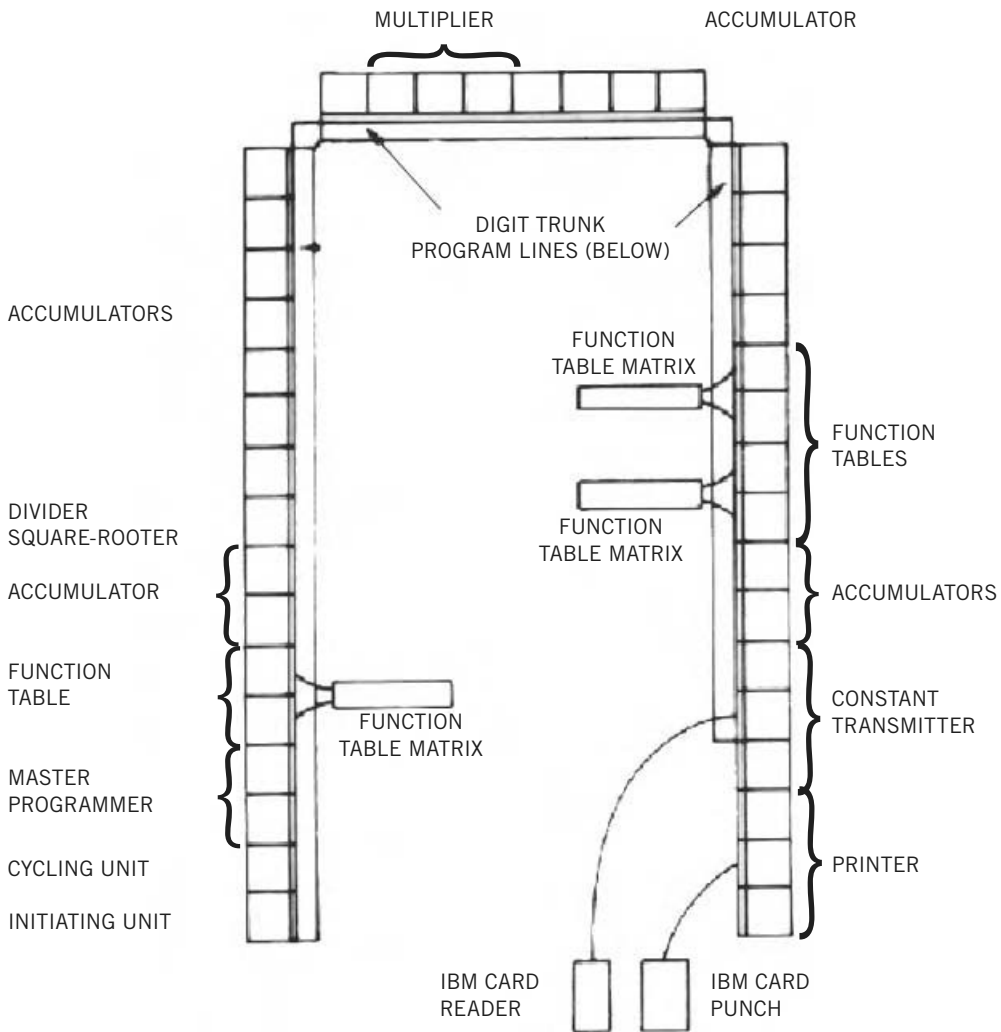 MULTIPLIER
ACCUMULATOR
DIGIT TRUNK
PROGRAM LINES (BELOW)
ACCUMULATORS
FUNCTION
TABLE MATRIX
FUNCTION
TABLES
DIVIDER
SQUARE-ROOTER
FUNCTION
TABLE MATRIX
ACCUMULATOR
ACCUMULATORS
FUNCTION
TABLE
FUNCTION
TABLE MATRIX
CONSTANT
TRANSMITTER
MASTER
PROGRAMMER
CYCLING UNIT
PRINTER
INITIATING UNIT
IBM CARD
READER
IBM CARD
PUNCH